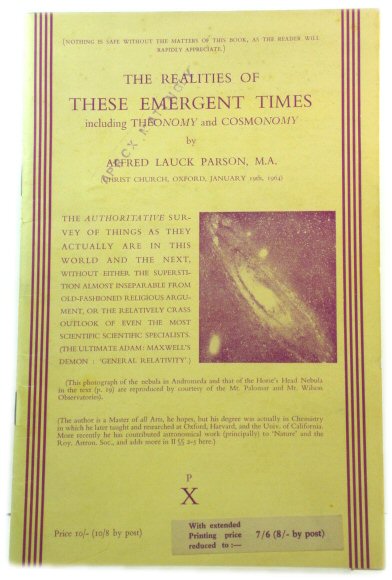 (NOTHING IS SAFE WITHOUT THE MATTERS OF THIS BOOK, AS THE READER WILL
RAPIDLY APPRECIATE.)
THE REALITIES OF
THESE EMERGENT TIMES
including THEONOMY and COSMONOMY
by
ALFRED LAUCK PARSON, M.A.
(CHRIST CHURCH, OXFORD, JANUARY 19th, 1964)
THE AUTHORITATIVE SUR-
VEY OF THINGS AS THEY
ACTUALLY ARE IN THIS
WORLD AND THE NEXT,
WITHOUT EITHER THE SUPERSTI-
TION ALMOST INSEPARABLE FROM
OLD-FASHIONED RELIGIOUS ARGU-
MENT, OR THE RELATIVELY CRASS
OUTLOOK OF EVEN THE MOST
SCIENTIFIC SCIENTIFIC SPECIALISTS.
(THE ULTIMATE ADAM: MAXWELL'S
DEMON : 'GENERAL RELATIVITY'.)
(This photograph of the nebula in Andromeda and that of the Horse's Head Nebula
in the text (p. 19) are reproduced by courtesy of the Mt. Palomar and Mt. Wilson
Observatories).
(The author is a Master of all Arts, he hopes, but his degree was actually in Chemistry
in which he later taught and researched at Oxford, Harvard, and the Univ. of California.
More recently he has contributed astronomical work (principally) to 'Nature' and the
Roy. Astron. Soc., and adds more in II §§ 2-5 here.)
P
X
Price 10/- (10/8 by post)
With extended
Printing price
reduced to :—
7/6 (8/- by post)